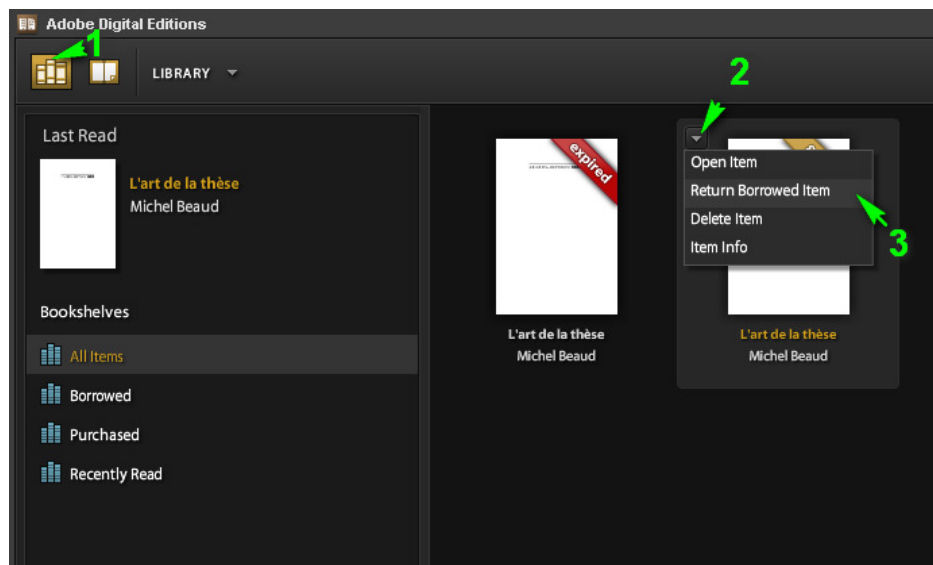 Adobe Digital Editions
1
LIBRARY
2
Last Read
L'art de la thèse
Michel Beaud
expired
Open Item
Return Borrowed Item
Delete Item
Item Info
3
Bookshelves
All Items
Borrowed
Purchased
Recently Read
L'art de la thèse
Michel Beaud
L'art de la thèse
Michel Beaud